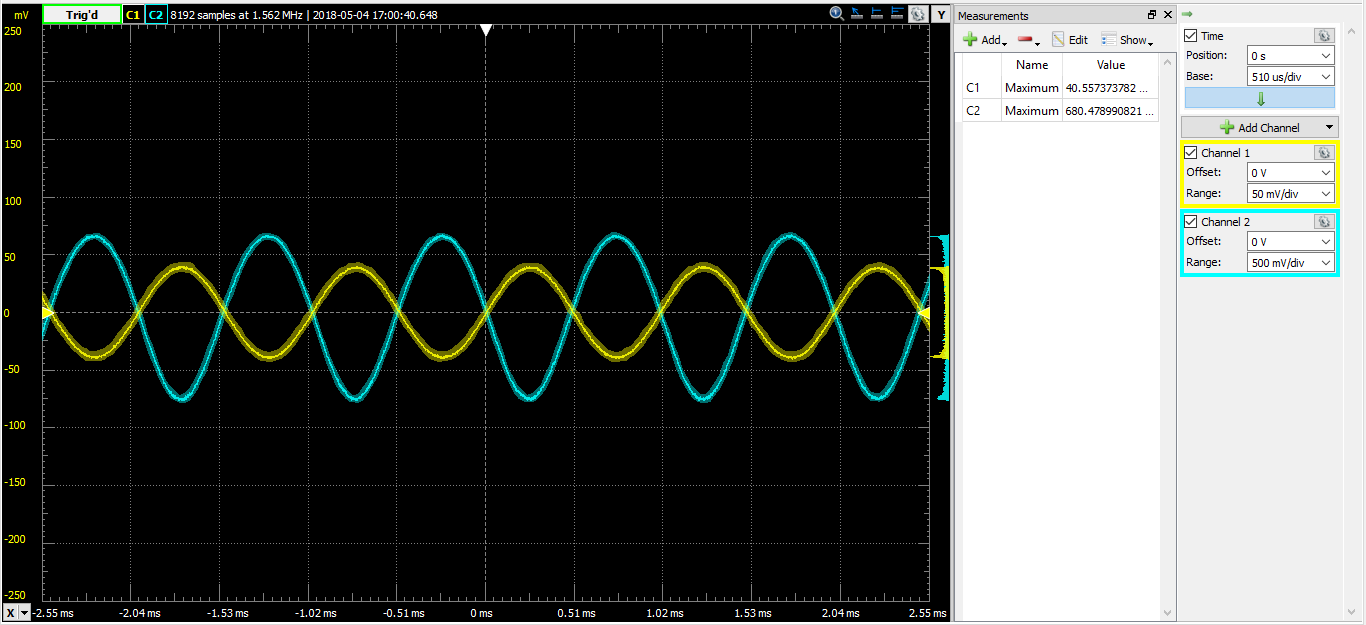 mV Trig'd C1 C2 8192 samples at 1.562 MHz | 2018-05-04 17:00:40.648 Y
250
200
150
100
50
0
-50
-100
-150
-200
-250
X -2.55 ms -2.04 ms -1.53 ms -1.02 ms -0.51 ms 0 ms 0.51 ms 1.02 ms 1.53 ms 2.04 ms 2.55 ms
Measurements
Add Edit Show
Name Value
C1 Maximum 40.557373782 ...
C2 Maximum 680.478990821 ...
Time
Position: 0 s
Base: 510 us/div
Add Channel
Channel 1
Offset: 0 V
Range: 50 mV/div
Channel 2
Offset: 0 V
Range: 500 mV/div